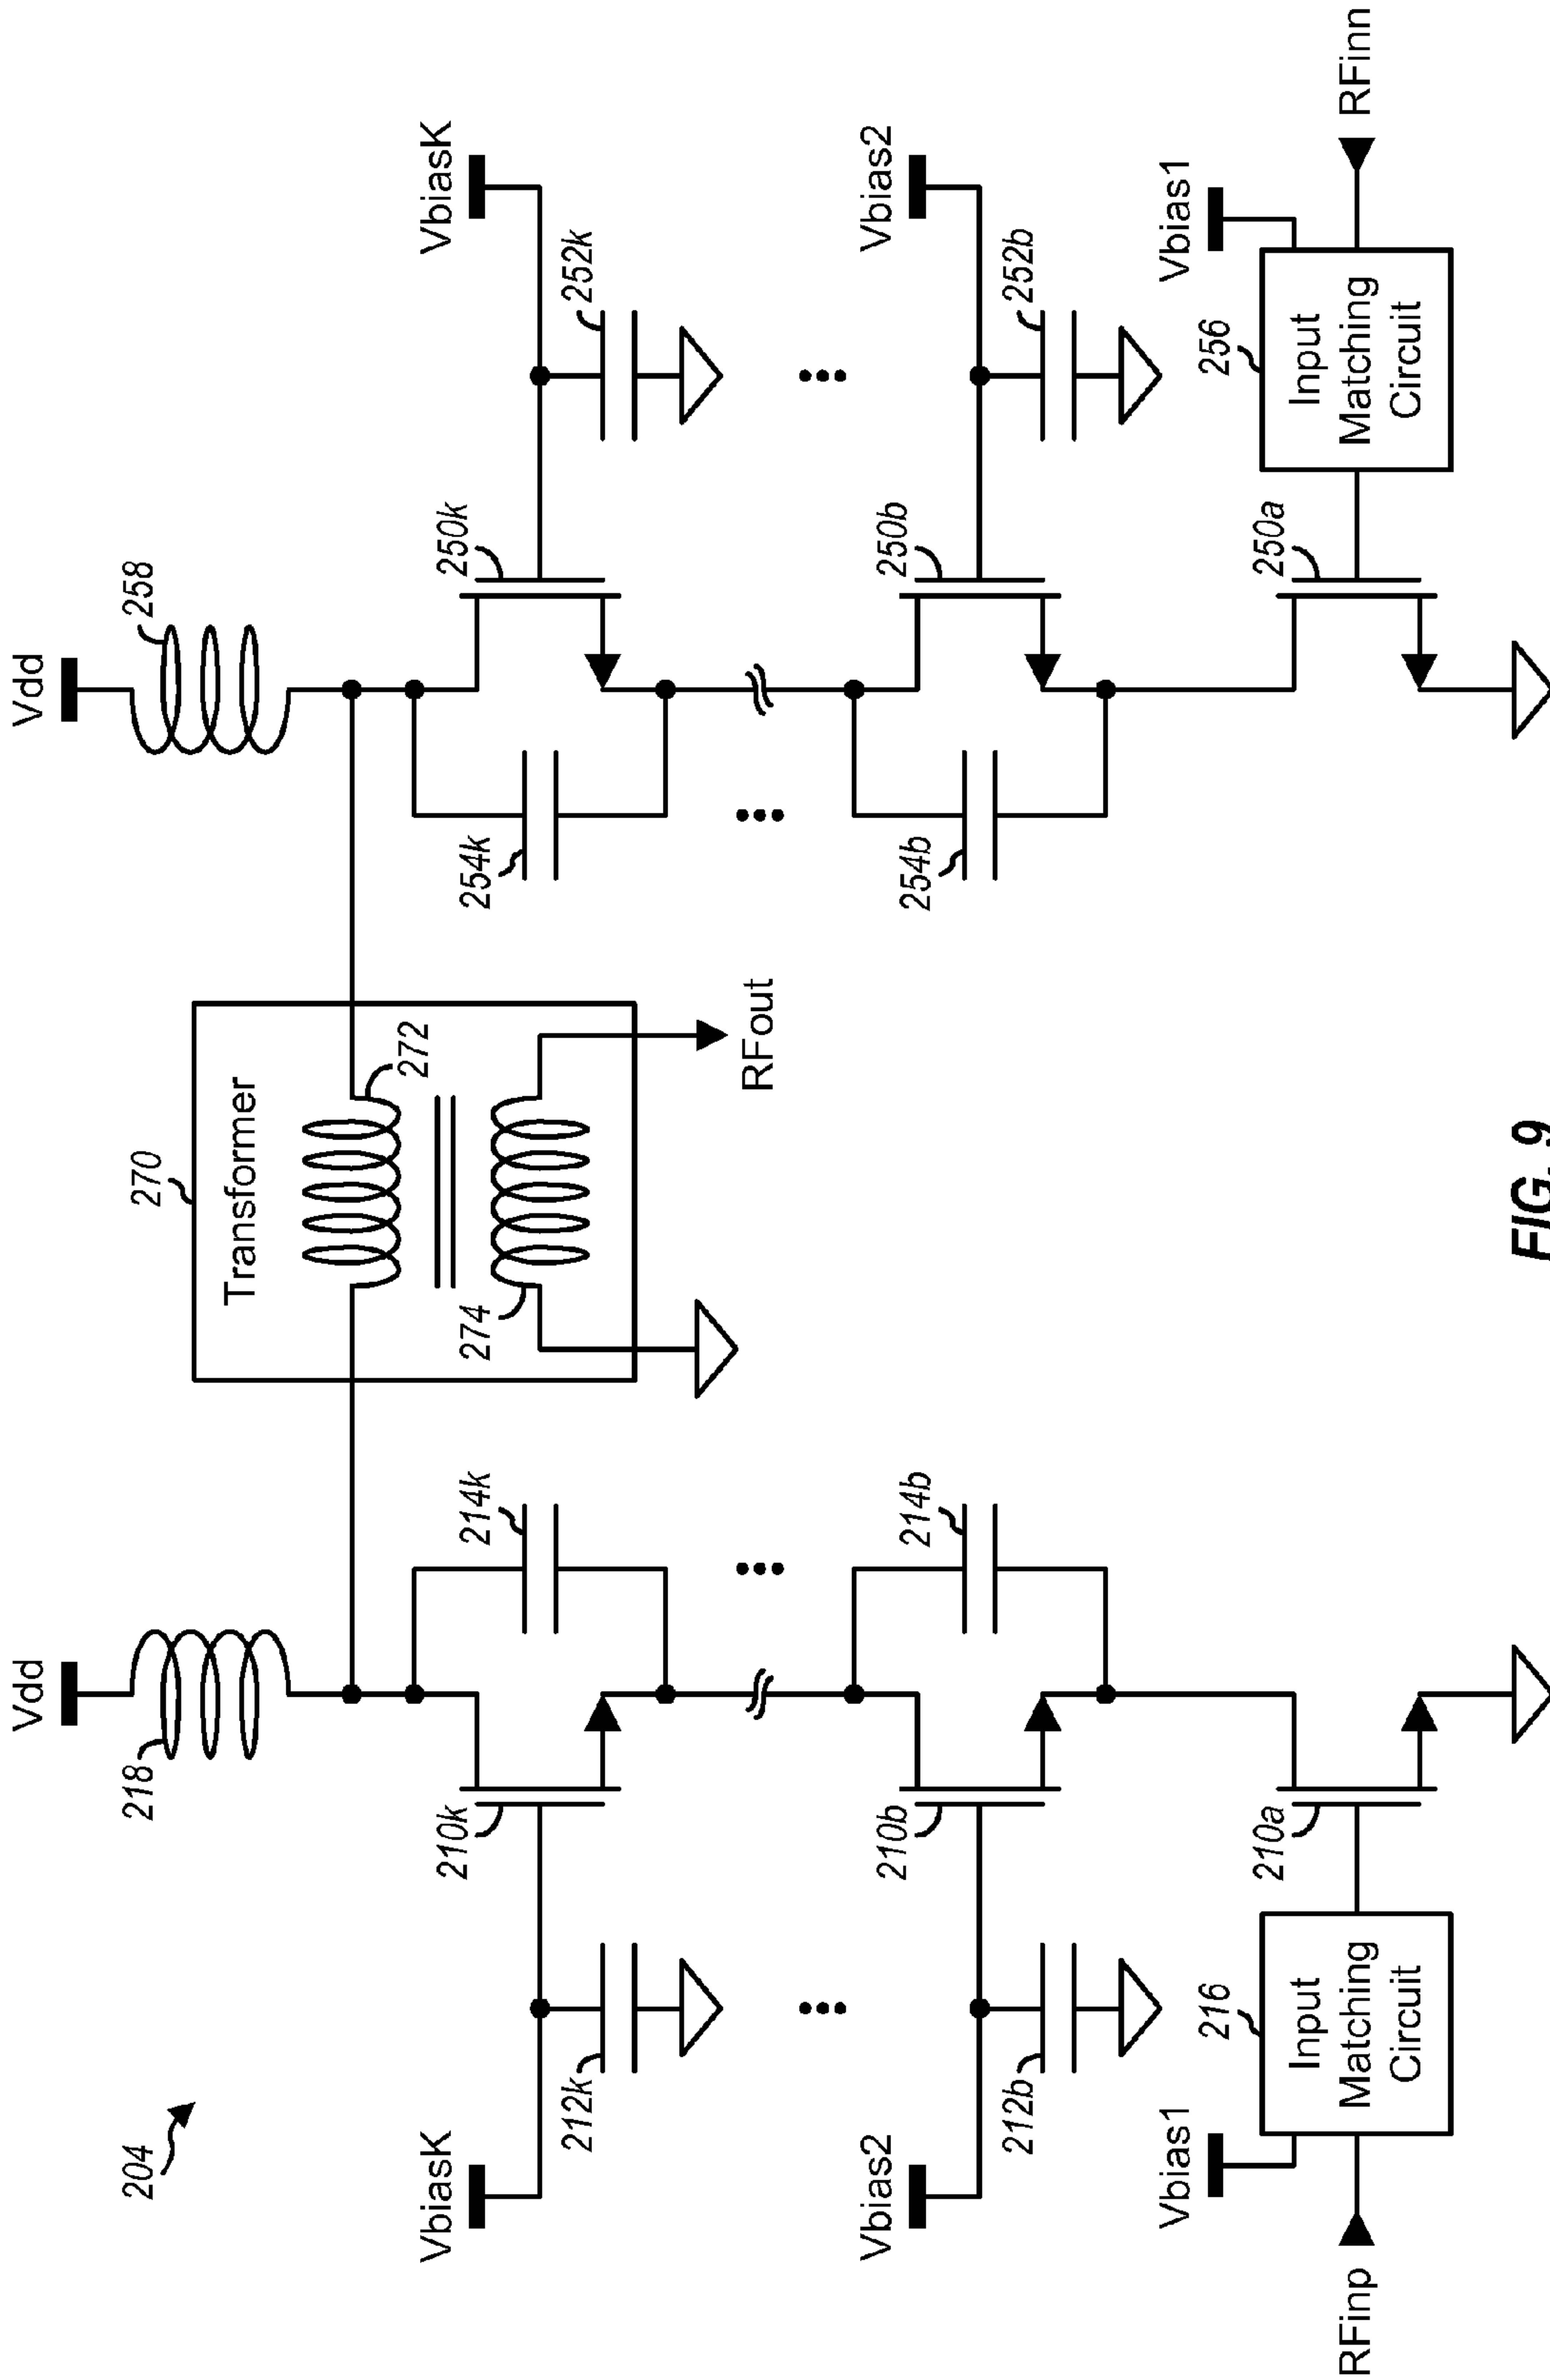 204
Vdd
Vdd
218
258
270
Transformer
272
274
RFout
VbiasK
VbiasK
210k
214k
254k
250k
212k
252k
Vbias2
Vbias2
210b
214b
254b
250b
212b
252b
Vbias1
Vbias1
216
256
210a
250a
Input
Matching
Circuit
Input
Matching
Circuit
RFinp
RFinn
FIG. 9